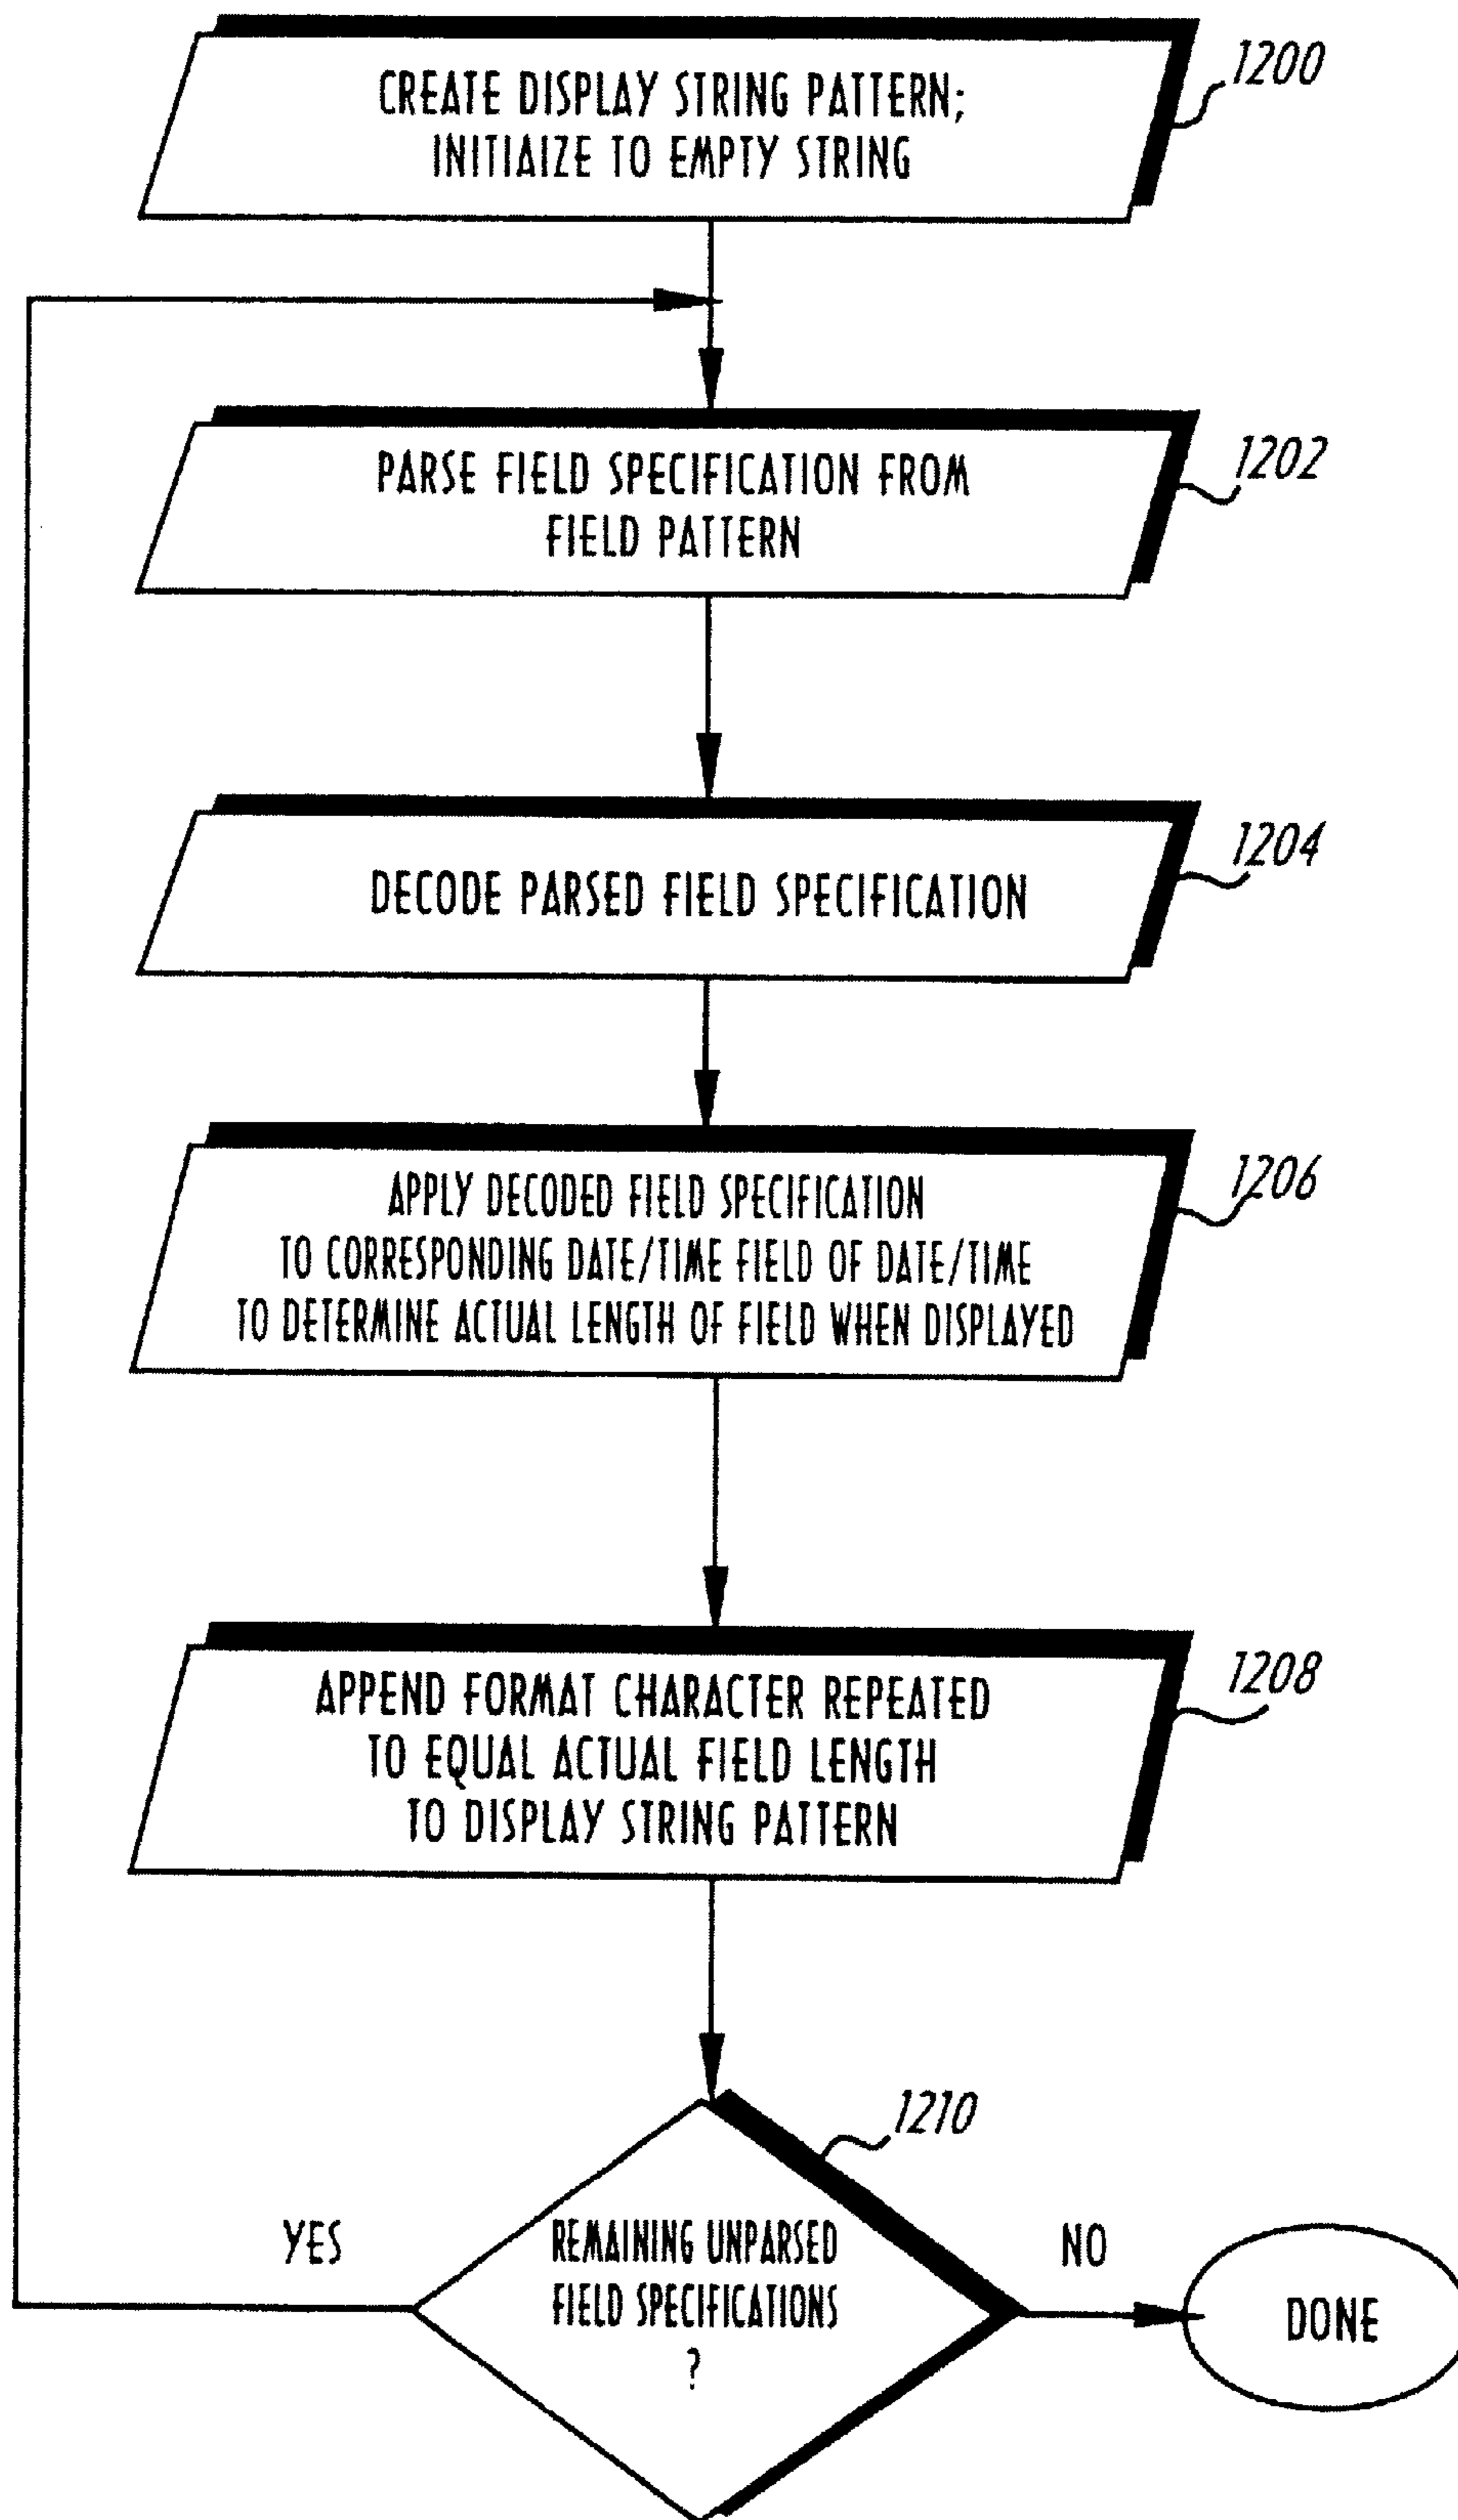 CREATE DISPLAY STRING PATTERN;
INITIAIZE TO EMPTY STRING
1200
PARSE FIELD SPECIFICATION FROM
FIELD PATTERN
1202
DECODE PARSED FIELD SPECIFICATION
1204
APPLY DECODED FIELD SPECIFICATION
TO CORRESPONDING DATE/TIME FIELD OF DATE/TIME
TO DETERMINE ACTUAL LENGTH OF FIELD WHEN DISPLAYED
1206
APPEND FORMAT CHARACTER REPEATED
TO EQUAL ACTUAL FIELD LENGTH
TO DISPLAY STRING PATTERN
1208
1210
YES
REMAINING UNPARSED
FIELD SPECIFICATIONS
?
NO
DONE